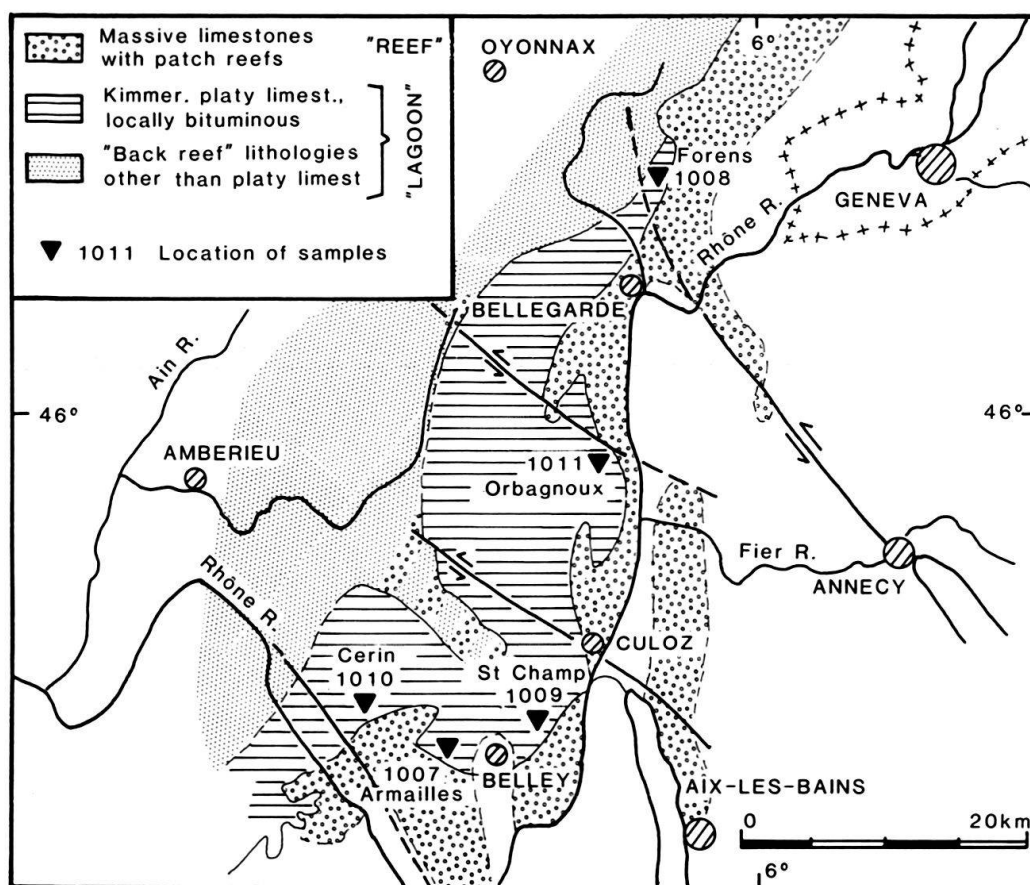 Massive limestones "REEF"
with patch reefs
Kimmer. platy limest.,
locally bituminous
"Back reef" lithologies
other than platy limest
"LAGOON"
1011 Location of samples
OYONNAX
6°
Forens
1008
GENEVA
Rhône R.
BELLEGARDE
Ain R.
46°
46°
AMBERIEU
1011
Orbagnoux
Fier R.
ANNECY
Rhône R.
CULOZ
Cerin
1010
St Champ
1009
1007
Armailles
BELLEY
AIX-LES-BAINS
0 20km
6°